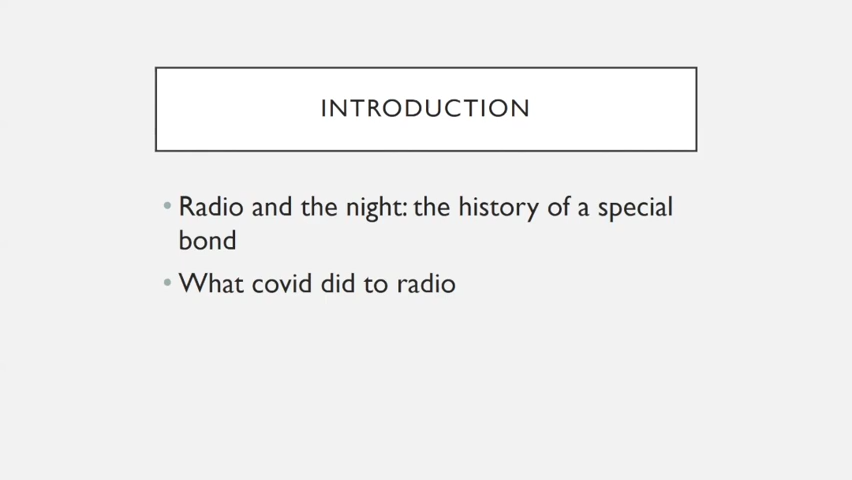 INTRODUCTION
• Radio and the night: the history of a special
bond
• What covid did to radio